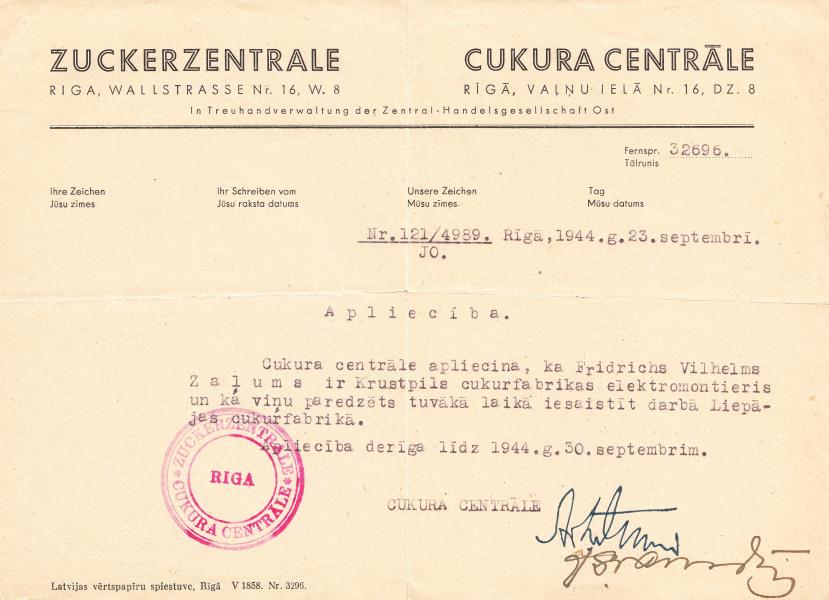 ZUCKERZENTRALE
RIGA, WALLSTRASSE Nr. 16, W. 8
CUKURA CENTRĀLE
RĪGĀ, VAĻŅU IELĀ Nr. 16, DZ. 8
In Treuhandverwaltung der Zentral-Handelsgesellschaft Ost
Fernspr. 32696.
Tālrunis
Ihre Zeichen Ihr Schreiben vom Unsere Zeichen Tag
Jūsu zīmes Jūsu raksta datums Mūsu zīmes Mūsu datums
Nr.121/4989. Rīgā,1944.g.23.septembrī.
JO.
Apliecība.
Cukura centrāle apliecina, ka Fridrichs Vilhelms
Zaļums ir Krustpils cukurfabrikas elektromontieris
un kā viņu paredzēts tuvākā laikā iesaistīt darbā Liepā-
jas cukurfabrikā.
Apliecība derīga līdz 1944.g.30.septembrim.
ZUCKERZENTRALE
RIGA
CUKURA CENTRĀLE
CUKURA CENTRĀLE
Latvijas vērtspapīru spiestuve, Rīgā V 1858. Nr. 3296.